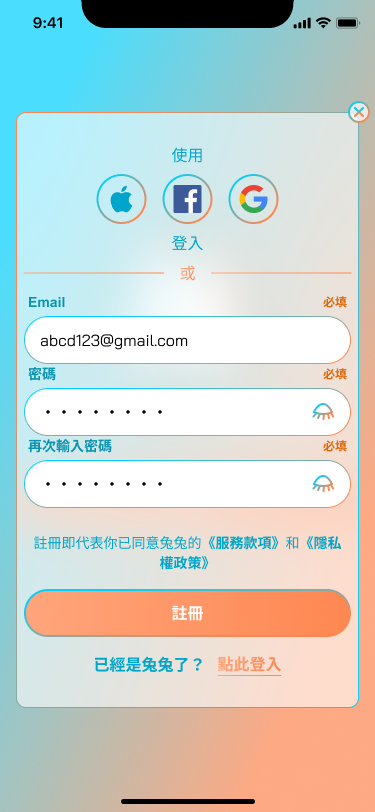 9:41
使用
登入
或
Email 必填
abcd123@gmail.com
密碼 必填
再次輸入密碼 必填
註冊即代表你已同意兔兔的《服務款項》和《隱私
權政策》
註冊
已經是兔兔了？ 點此登入